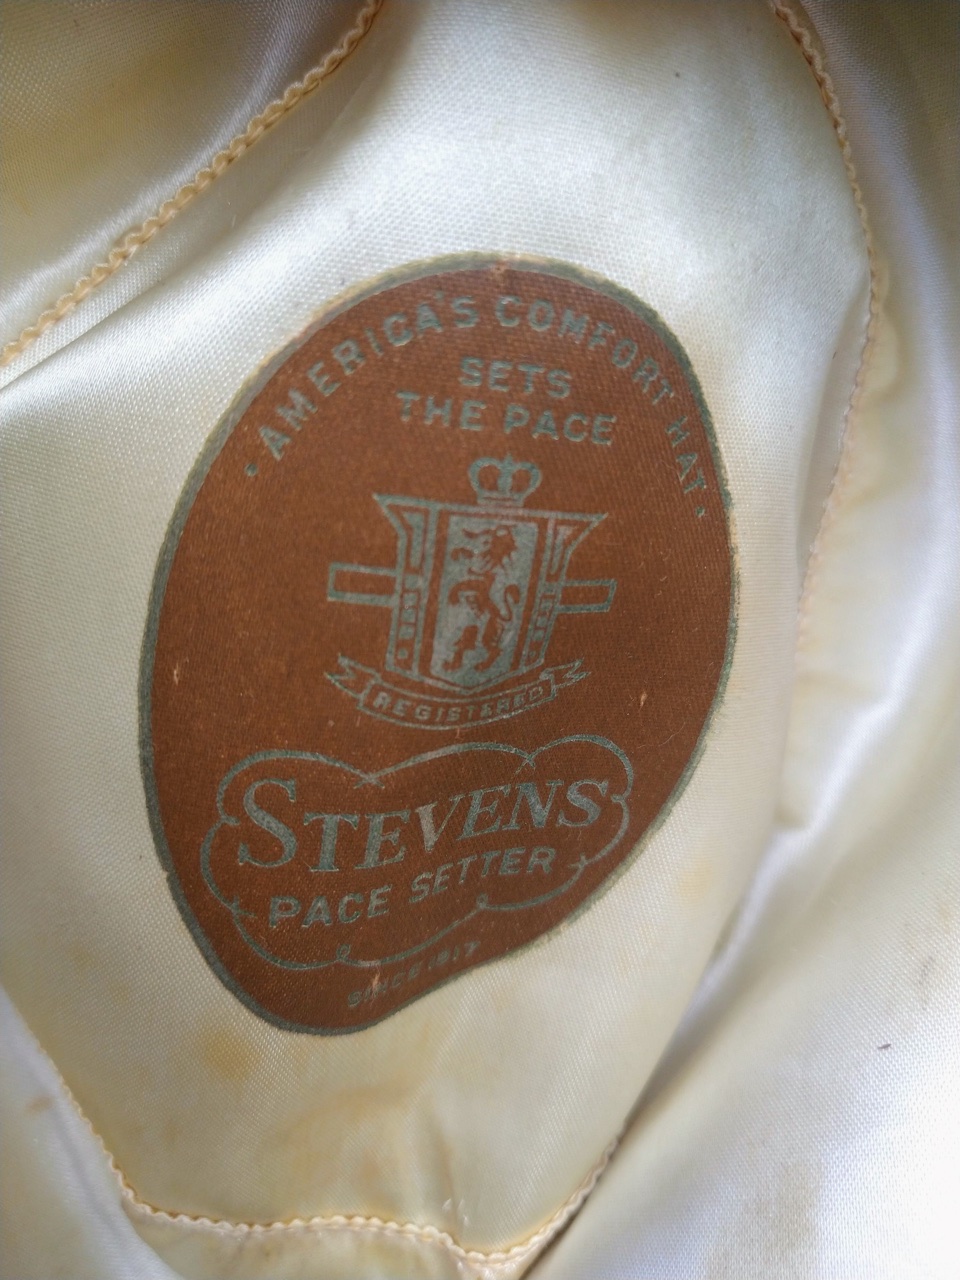 · AMERICA'S COMFORT HAT ·
SETS
THE PACE
REGISTERED
STEVENS
PACE SETTER
SINCE 1917